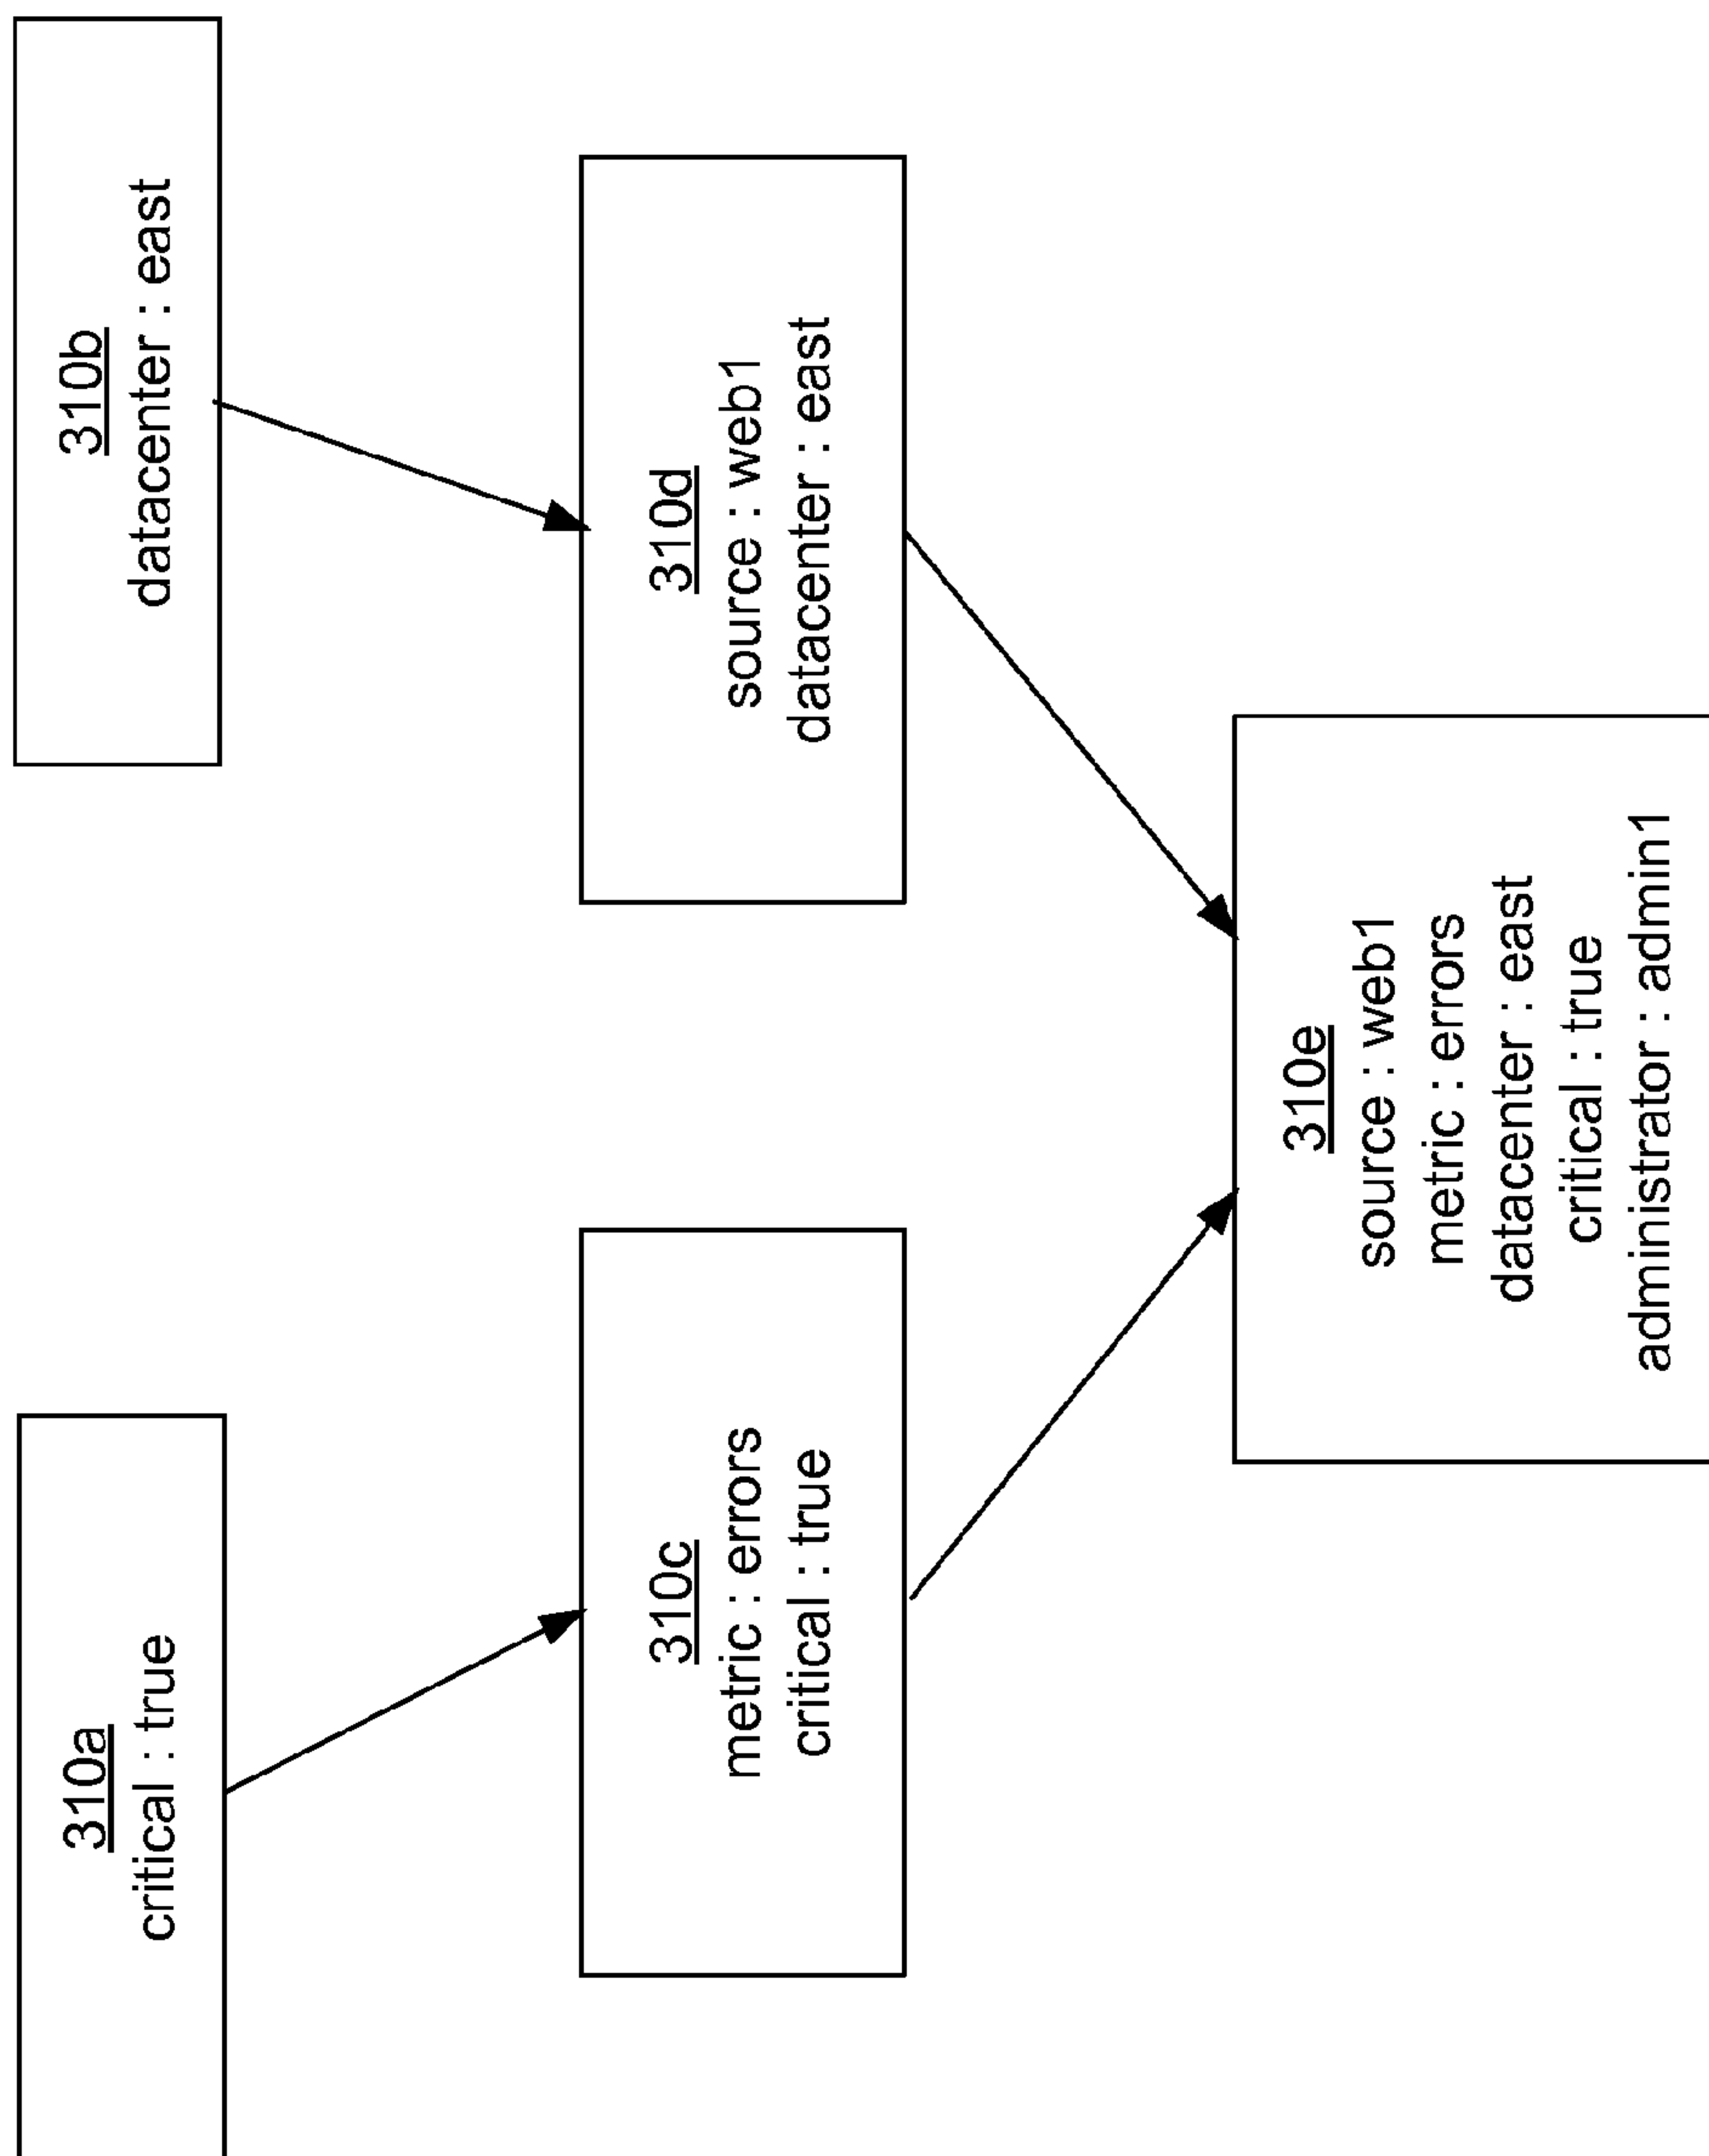 310a
critical : true
310b
datacenter : east
310c
metric : errors
critical : true
310d
source : web1
datacenter : east
310e
source : web1
metric : errors
datacenter : east
critical : true
administrator : admin1